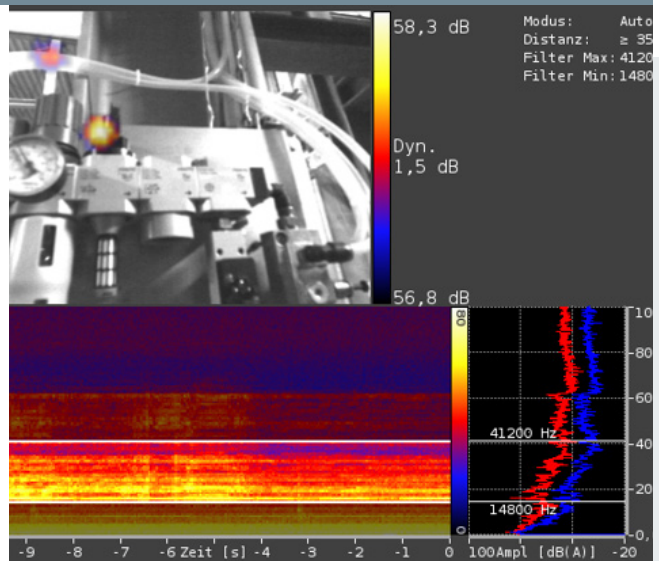 58,3 dB
Modus: Auto
Distanz: ≥ 35
Filter Max: 4120
Filter Min: 1480
Dyn.
1,5 dB
56,8 dB
80
0
41200 Hz
14800 Hz
10
80
60
40
20
0,
-9 -8 -7 -6 Zeit [s] -4 -3 -2 -1 0
100 Ampl [dB(A)] -20